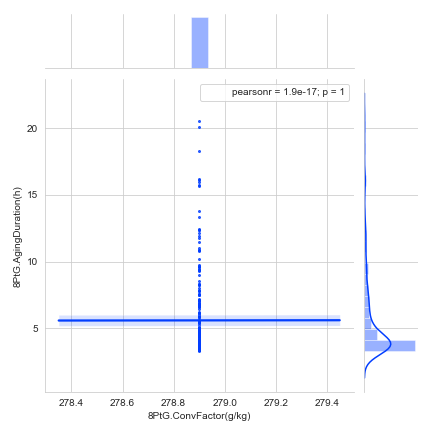 pearsonr = 1.9e-17; p = 1
20
15
10
5
8PtG.AgingDuration(h)
278.4 278.6 278.8 279.0 279.2 279.4
8PtG.ConvFactor(g/kg)